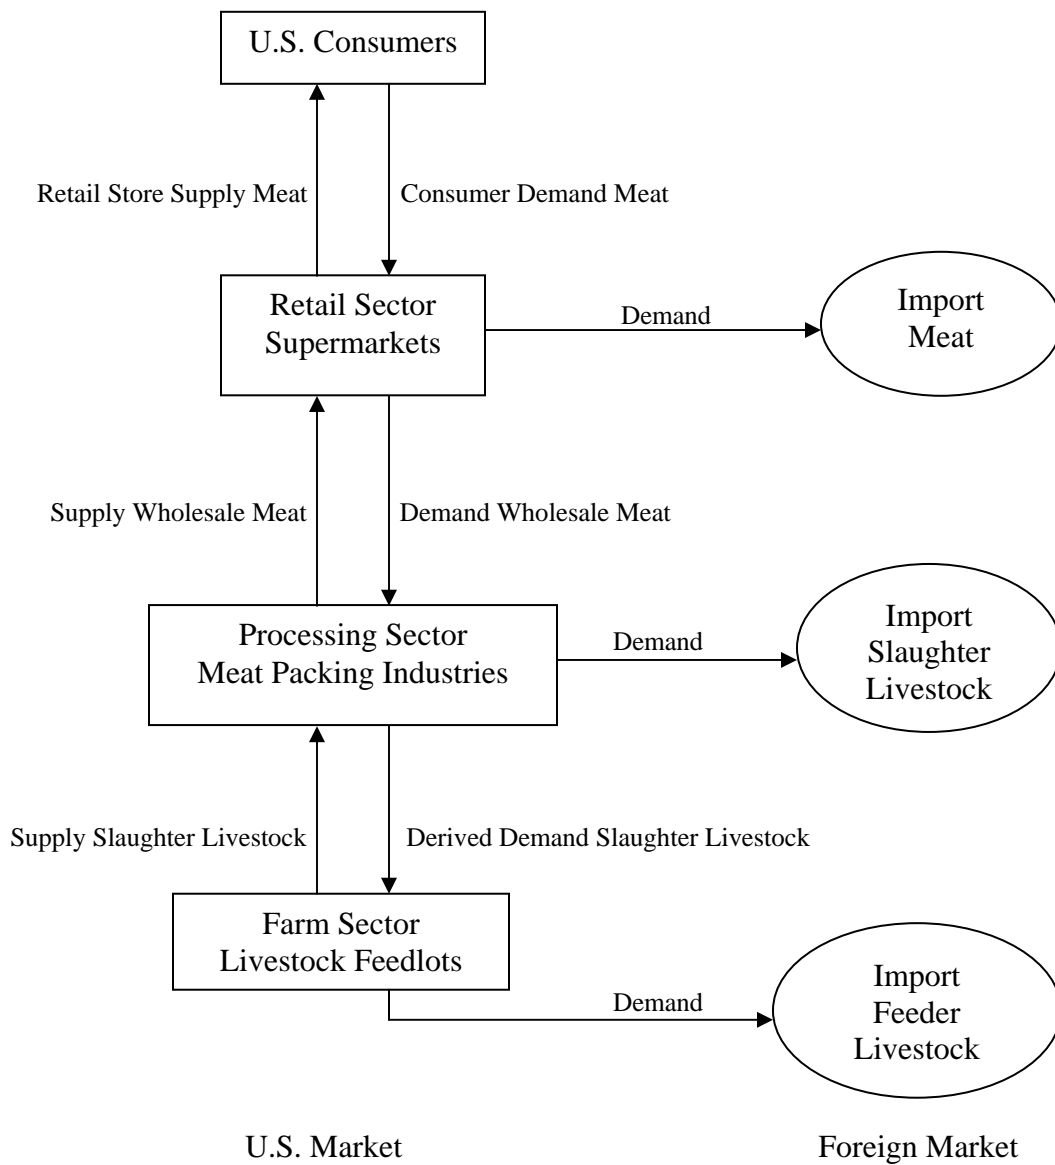 U.S. Consumers
Retail Store Supply Meat
Consumer Demand Meat
Retail Sector
Supermarkets
Demand
Import
Meat
Supply Wholesale Meat
Demand Wholesale Meat
Processing Sector
Meat Packing Industries
Demand
Import
Slaughter
Livestock
Supply Slaughter Livestock
Derived Demand Slaughter Livestock
Farm Sector
Livestock Feedlots
Demand
Import
Feeder
Livestock
U.S. Market
Foreign Market